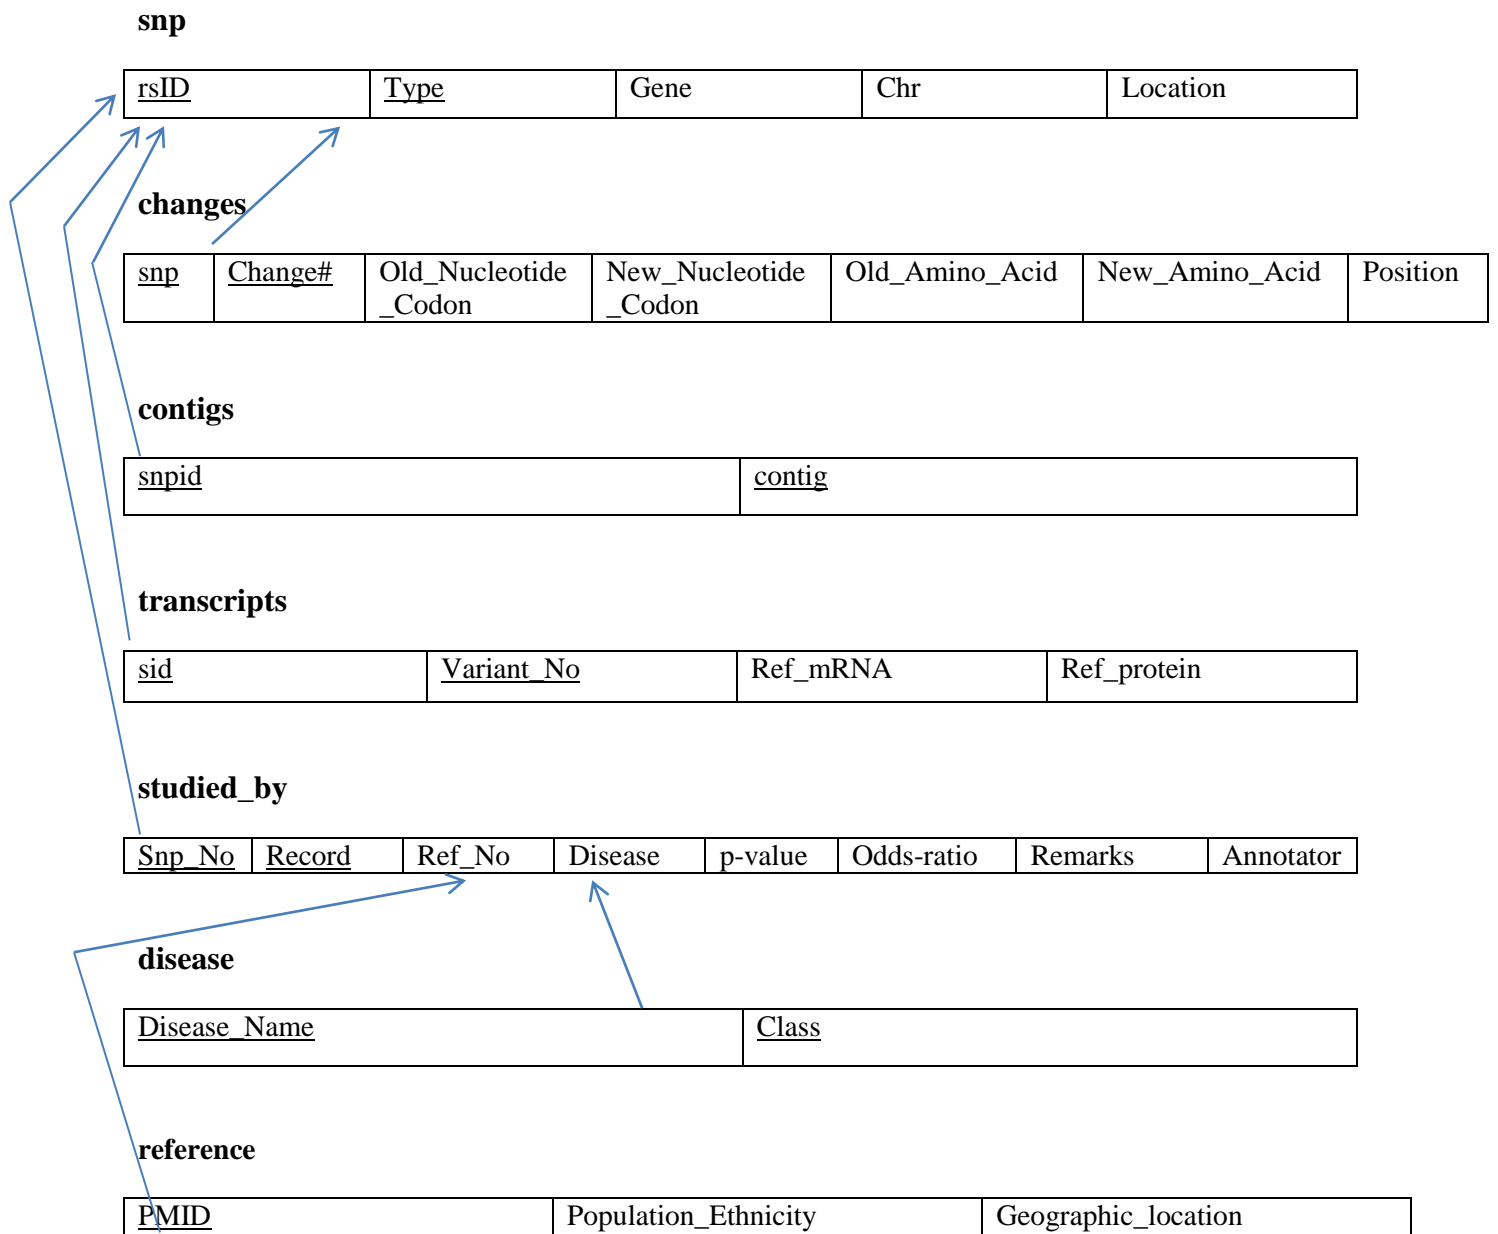 snp
rsID Type Gene Chr Location
changes
snp Change# Old_Nucleotide New_Nucleotide Old_Amino_Acid New_Amino_Acid Position
_Codon _Codon
contigs
snpid contig
transcripts
sid Variant_No Ref_mRNA Ref_protein
studied_by
Snp_No Record Ref_No Disease p-value Odds-ratio Remarks Annotator
disease
Disease_Name Class
reference
PMID Population_Ethnicity Geographic_location